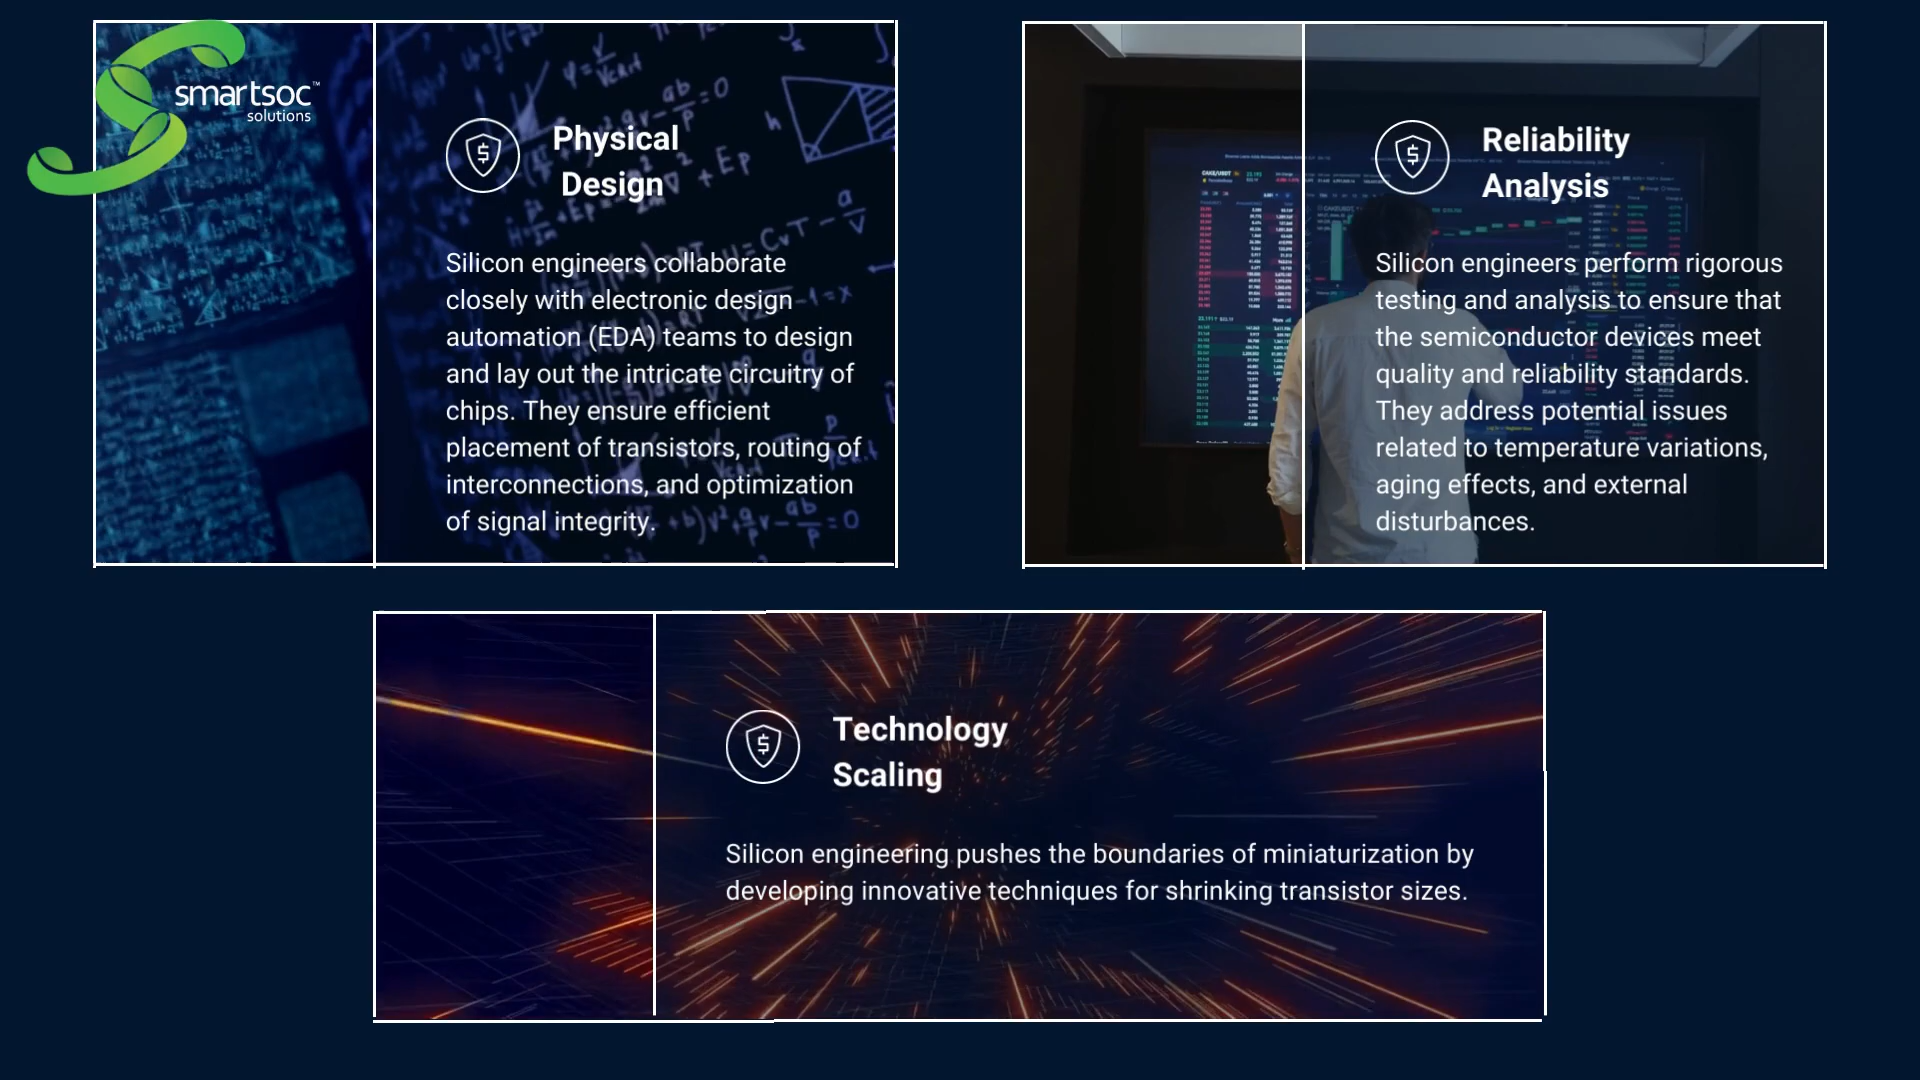 smartsoc™
solutions
Physical
Design
Silicon engineers collaborate
closely with electronic design
automation (EDA) teams to design
and lay out the intricate circuitry of
chips. They ensure efficient
placement of transistors, routing of
interconnections, and optimization
of signal integrity.
Reliability
Analysis
Silicon engineers perform rigorous
testing and analysis to ensure that
the semiconductor devices meet
quality and reliability standards.
They address potential issues
related to temperature variations,
aging effects, and external
disturbances.
Technology
Scaling
Silicon engineering pushes the boundaries of miniaturization by
developing innovative techniques for shrinking transistor sizes.